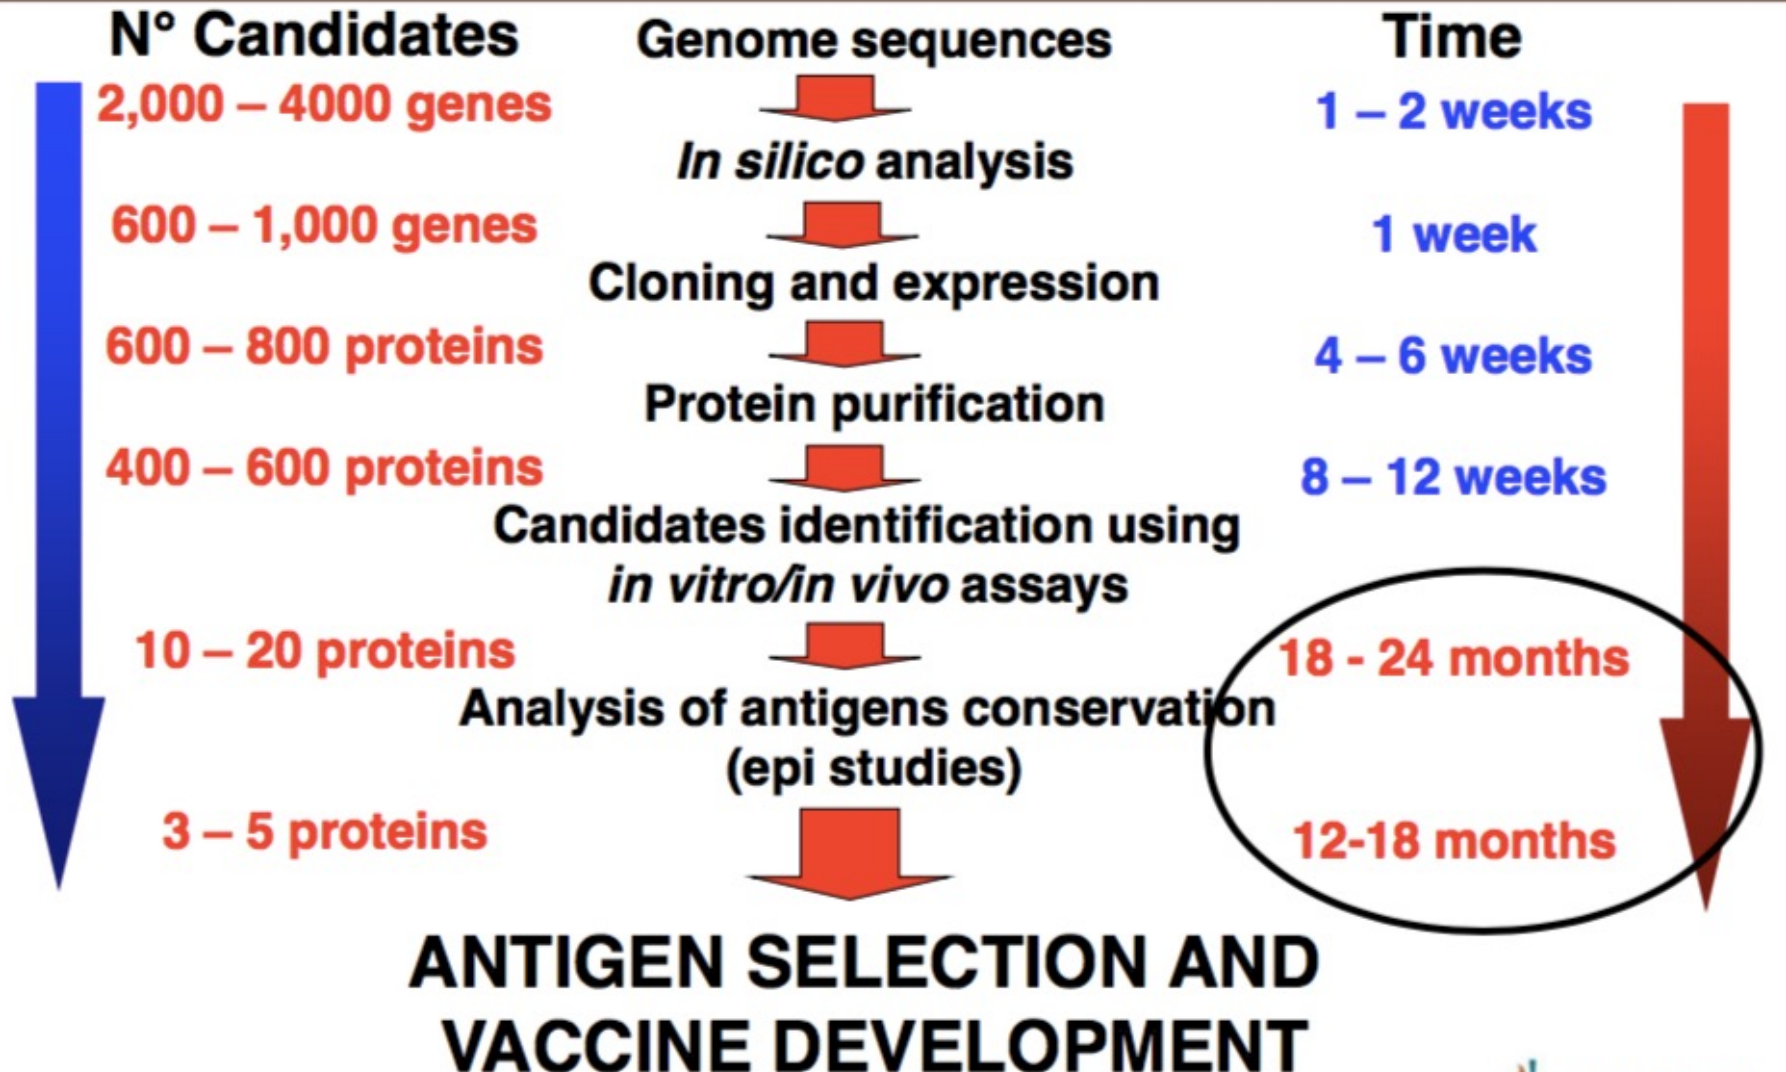 N° Candidates
Genome sequences
Time
2,000 – 4000 genes
1 – 2 weeks
In silico analysis
600 – 1,000 genes
1 week
Cloning and expression
600 – 800 proteins
4 – 6 weeks
Protein purification
400 – 600 proteins
8 – 12 weeks
Candidates identification using
in vitro/in vivo assays
10 – 20 proteins
18 - 24 months
Analysis of antigens conservation
(epi studies)
3 – 5 proteins
12-18 months
ANTIGEN SELECTION AND
VACCINE DEVELOPMENT